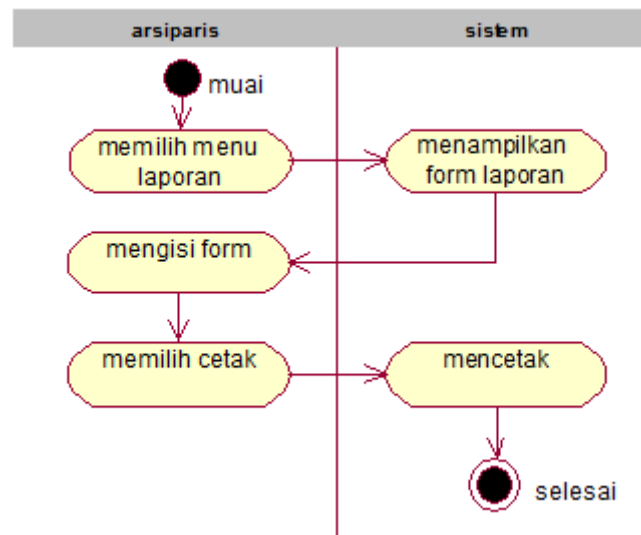 arsiparis
sistem
muai
memilih menu
laporan
menampilkan
form laporan
mengisi form
memilih cetak
mencetak
selesai